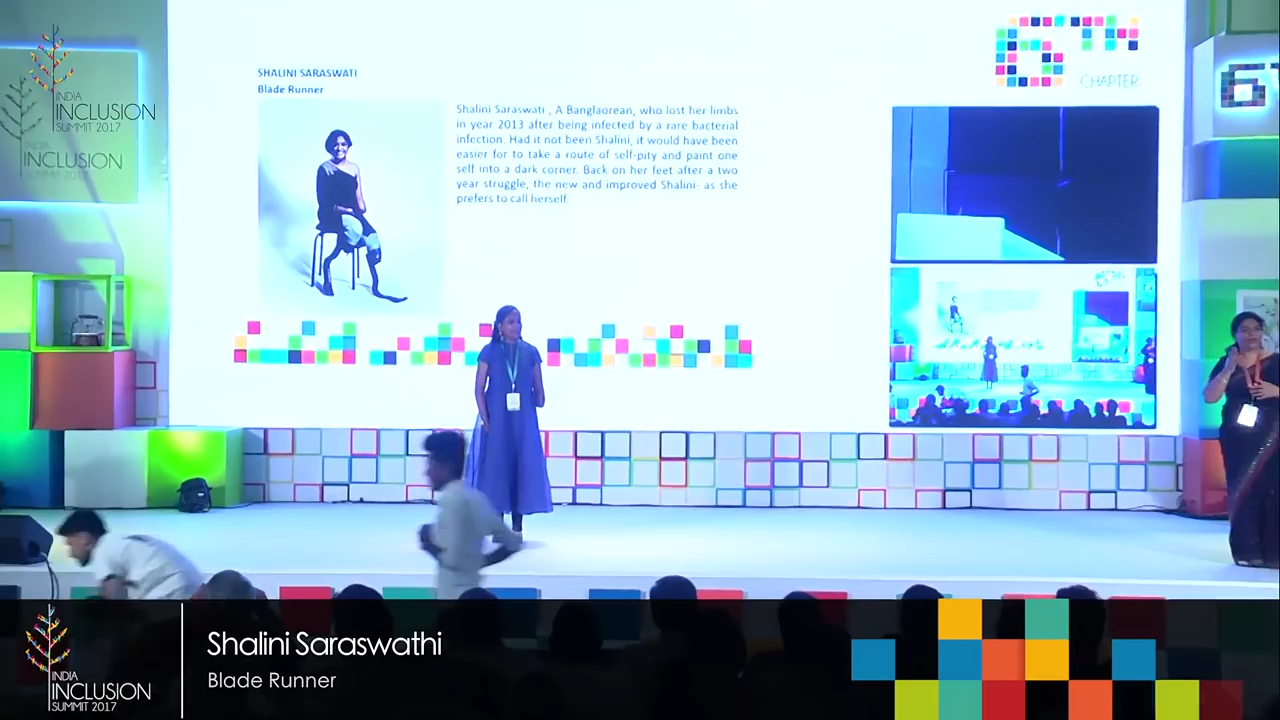 INDIA
INCLUSION
SUMMIT 2017
INDIA
INCLUSION
SUMMIT 2017
6TH
CHAPTER
6T
SHALINI SARASWATI
Blade Runner
Shalini Saraswati , A Banglaorean, who lost her limbs
in year 2013 after being infected by a rare bacterial
infection. Had it not been Shalini, it would have been
easier for to take a route of self-pity and paint one
self into a dark corner. Back on her feet after a two
year struggle, the new and improved Shalini- as she
prefers to call herself.
INDIA
INCLUSION
SUMMIT 2017
Shalini Saraswathi
Blade Runner